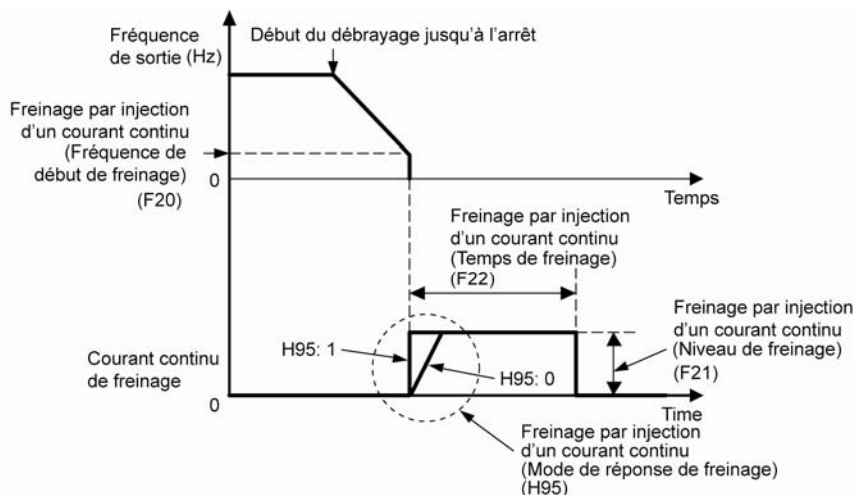 Fréquence
de sortie (Hz)
Début du débrayage jusqu'à l'arrêt
Freinage par injection
d'un courant continu
(Fréquence de
début de freinage)
(F20)
0
Temps
Freinage par injection
d'un courant continu
(Temps de freinage)
(F22)
Freinage par injection
d'un courant continu
(Niveau de freinage)
(F21)
H95: 1
Courant continu
de freinage
H95: 0
0
Time
Freinage par injection
d'un courant continu
(Mode de réponse de freinage)
(H95)